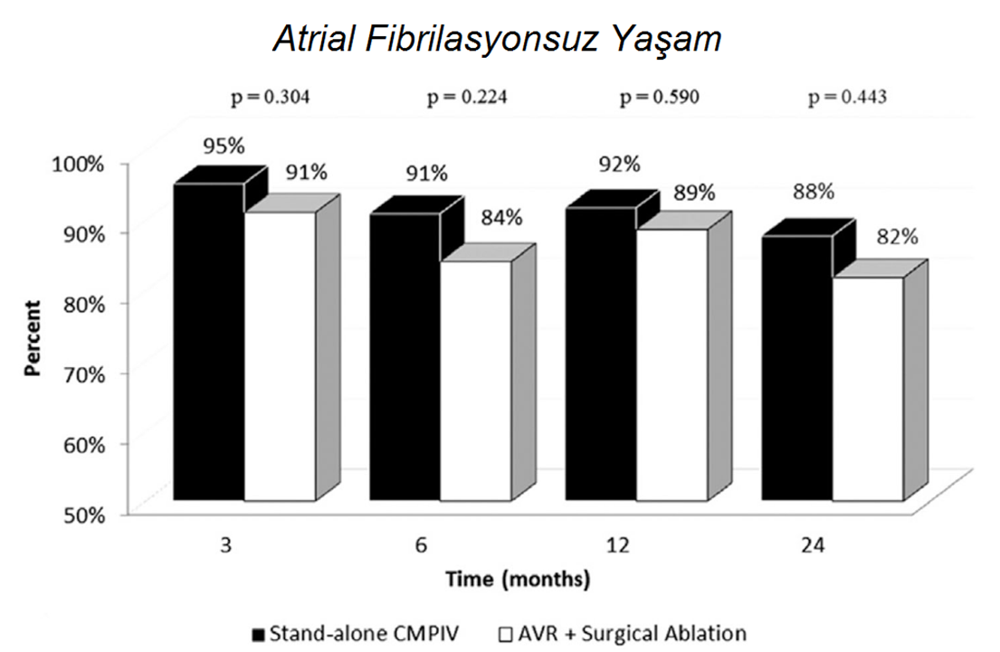 Atrial Fibrilasyonsuz Yaşam
p = 0.304 p = 0.224 p = 0.590 p = 0.443
95% 91% 91% 84% 92% 89% 88% 82%
100%
90%
80%
70%
60%
50%
Percent
3 6 12 24
Time (months)
Stand-alone CMPIV AVR + Surgical Ablation